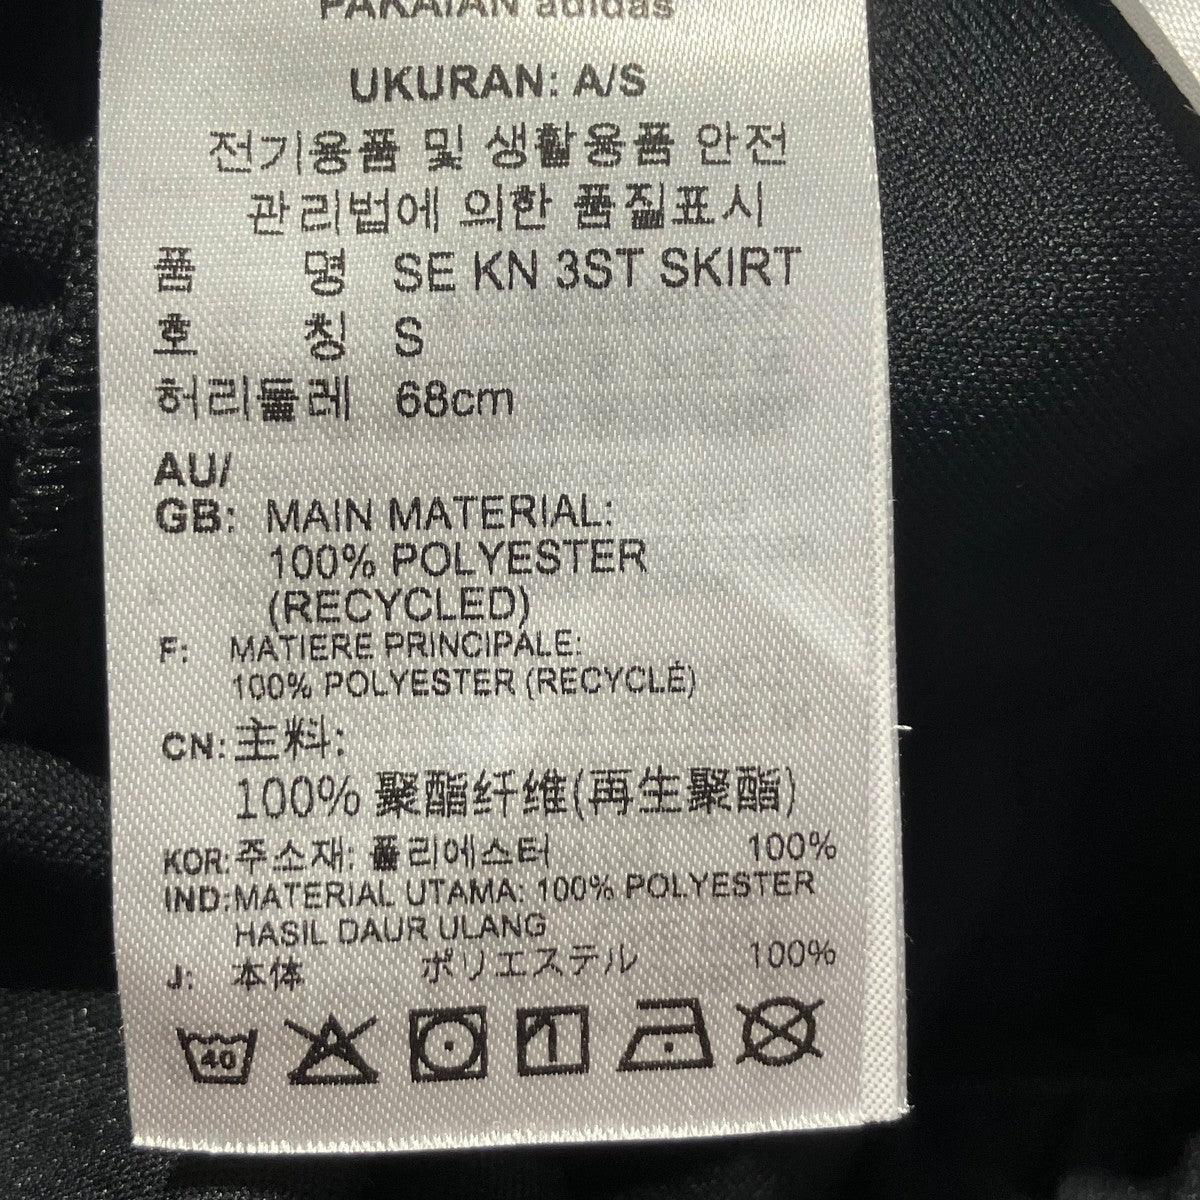 PAKAIAN adidas
UKURAN: A/S
전기용품 및 생활용품 안전
관리법에 의한 품질표시
품 명 SE KN 3ST SKIRT
호 칭 S
허리둘레 68cm
AU/
GB: MAIN MATERIAL:
100% POLYESTER
(RECYCLED)
F: MATIERE PRINCIPALE:
100% POLYESTER (RECYCLÉ)
CN: 主料:
100% 聚酯纤维(再生聚酯)
KOR: 주소재: 폴리에스터 100%
IND: MATERIAL UTAMA: 100% POLYESTER
HASIL DAUR ULANG
J: 本体 ポリエステル 100%
40